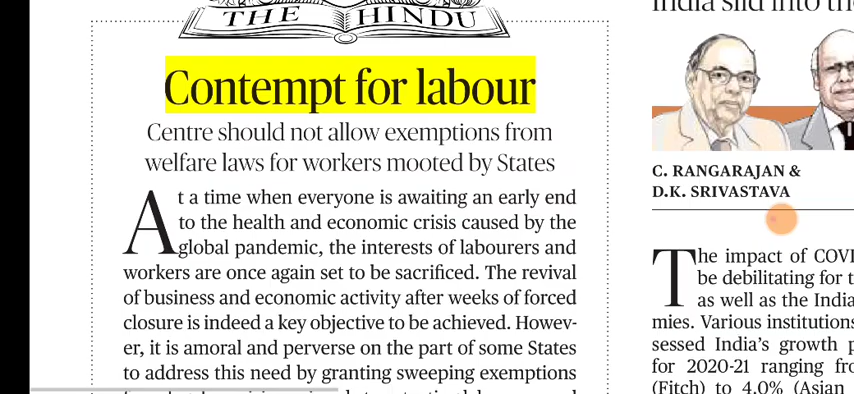 THE HINDU
Contempt for labour
Centre should not allow exemptions from
welfare laws for workers mooted by States
At a time when everyone is awaiting an early end
to the health and economic crisis caused by the
global pandemic, the interests of labourers and
workers are once again set to be sacrificed. The revival
of business and economic activity after weeks of forced
closure is indeed a key objective to be achieved. Howev-
er, it is amoral and perverse on the part of some States
to address this need by granting sweeping exemptions
India slid into
C. RANGARAJAN &
D.K. SRIVASTAVA
The impact of
be debilitating for
as well as the
mies. Various institutions
sessed India's growth
for 2020-21 ranging
(Fitch) to 4.0% (Asian